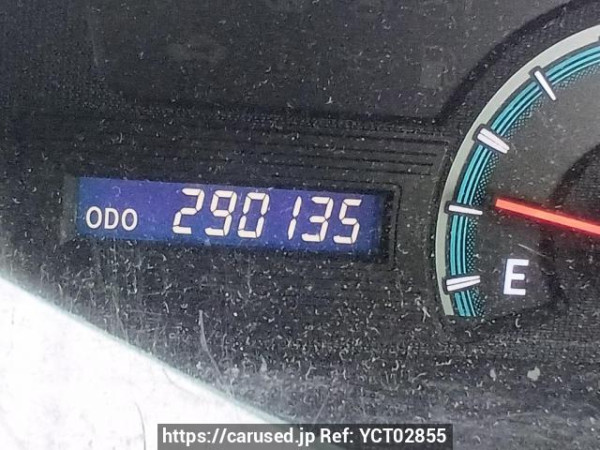 ODO 290135
E
https://carused.jp Ref: YCT02855